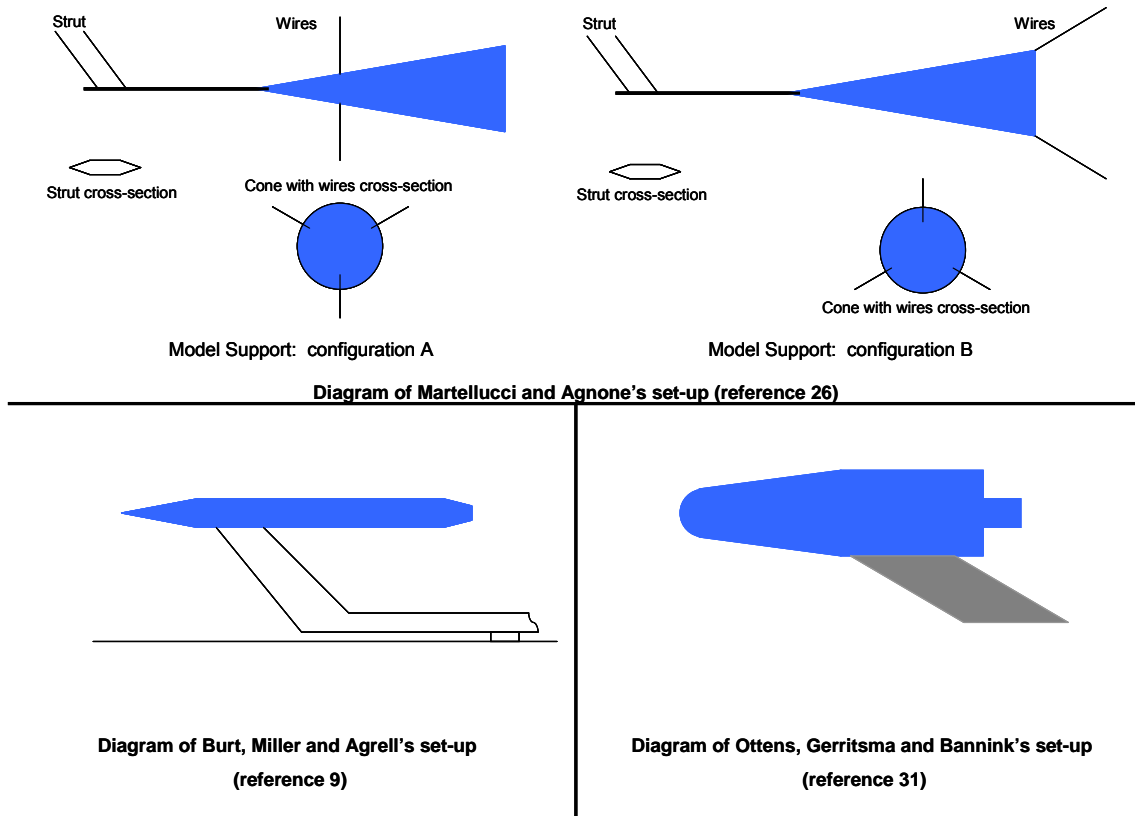 Strut
Wires
Strut cross-section
Cone with wires cross-section
Model Support: configuration A
Strut
Wires
Strut cross-section
Cone with wires cross-section
Model Support: configuration B
Diagram of Martellucci and Agnone's set-up (reference 26)
Diagram of Burt, Miller and Agrell's set-up
(reference 9)
Diagram of Ottens, Gerritsma and Bannink's set-up
(reference 31)